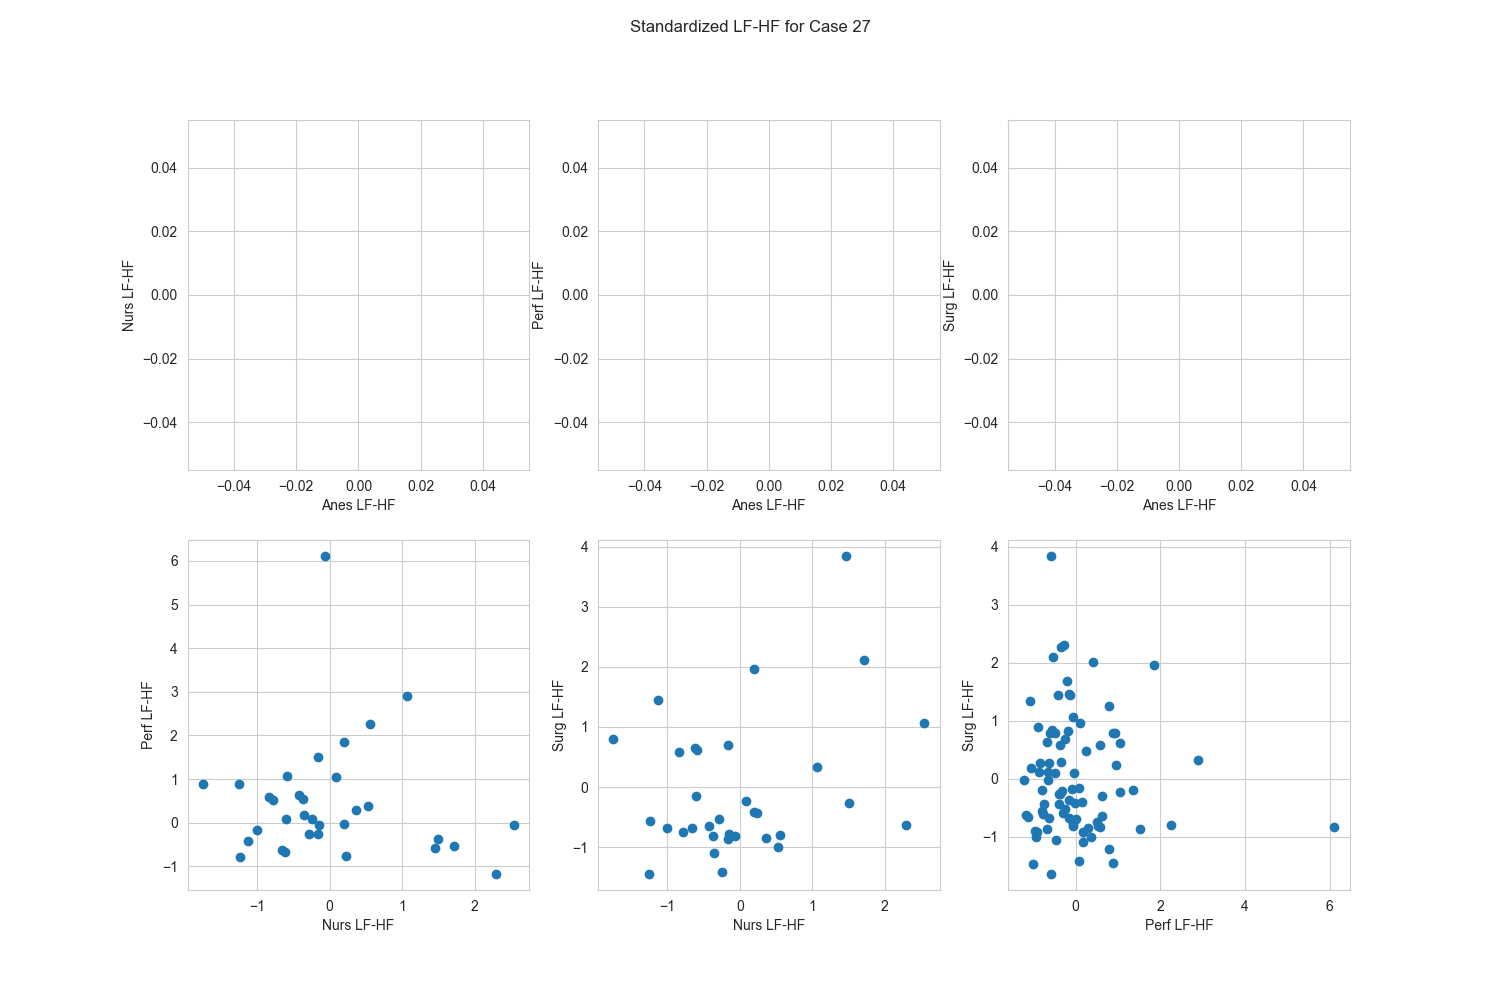 Standardized LF-HF for Case 27
0.04
0.02
0.00
−0.02
−0.04
Nurs LF-HF
−0.04 −0.02 0.00 0.02 0.04
Anes LF-HF
0.04
0.02
0.00
−0.02
−0.04
Perf LF-HF
−0.04 −0.02 0.00 0.02 0.04
Anes LF-HF
0.04
0.02
0.00
−0.02
−0.04
Surg LF-HF
−0.04 −0.02 0.00 0.02 0.04
Anes LF-HF
6
5
4
3
2
1
0
−1
Perf LF-HF
−1 0 1 2
Nurs LF-HF
4
3
2
1
0
−1
Surg LF-HF
−1 0 1 2
Nurs LF-HF
4
3
2
1
0
−1
Surg LF-HF
0 2 4 6
Perf LF-HF